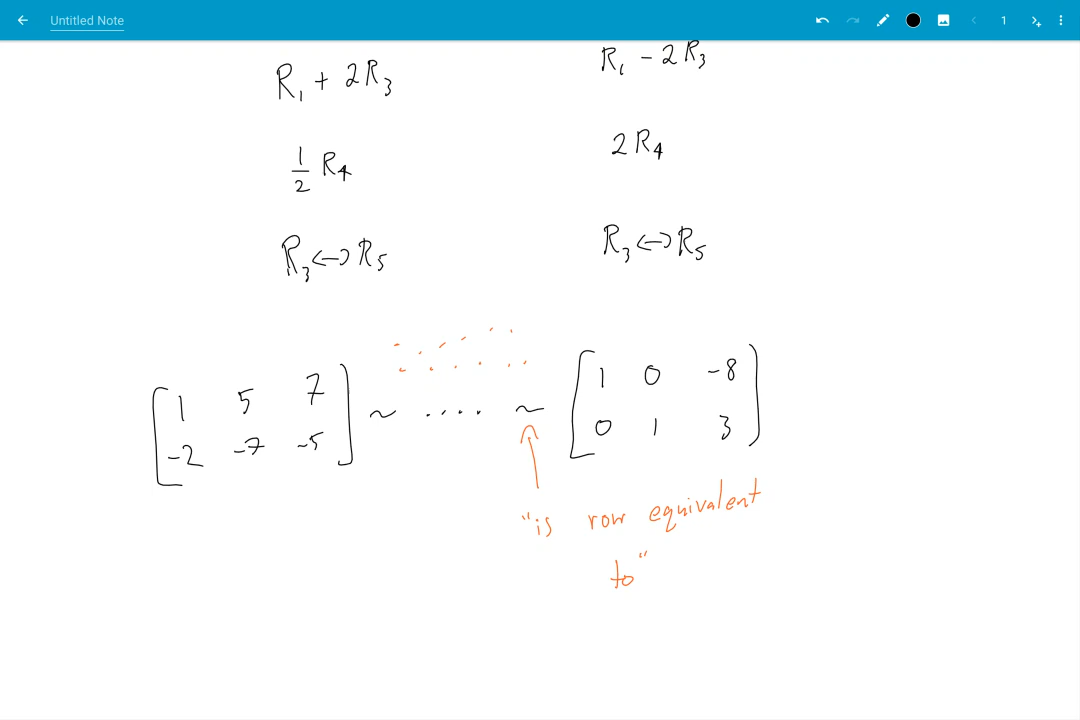 Untitled Note
1
R₁ + 2R₃
R₁ - 2R₃
1/2 R₄
2R₄
R₃ ↔ R₅
R₃ ↔ R₅
[1 5 7
-2 -7 -5] ~ .... ~ [1 0 -8
0 1 3]
"is row equivalent
to"